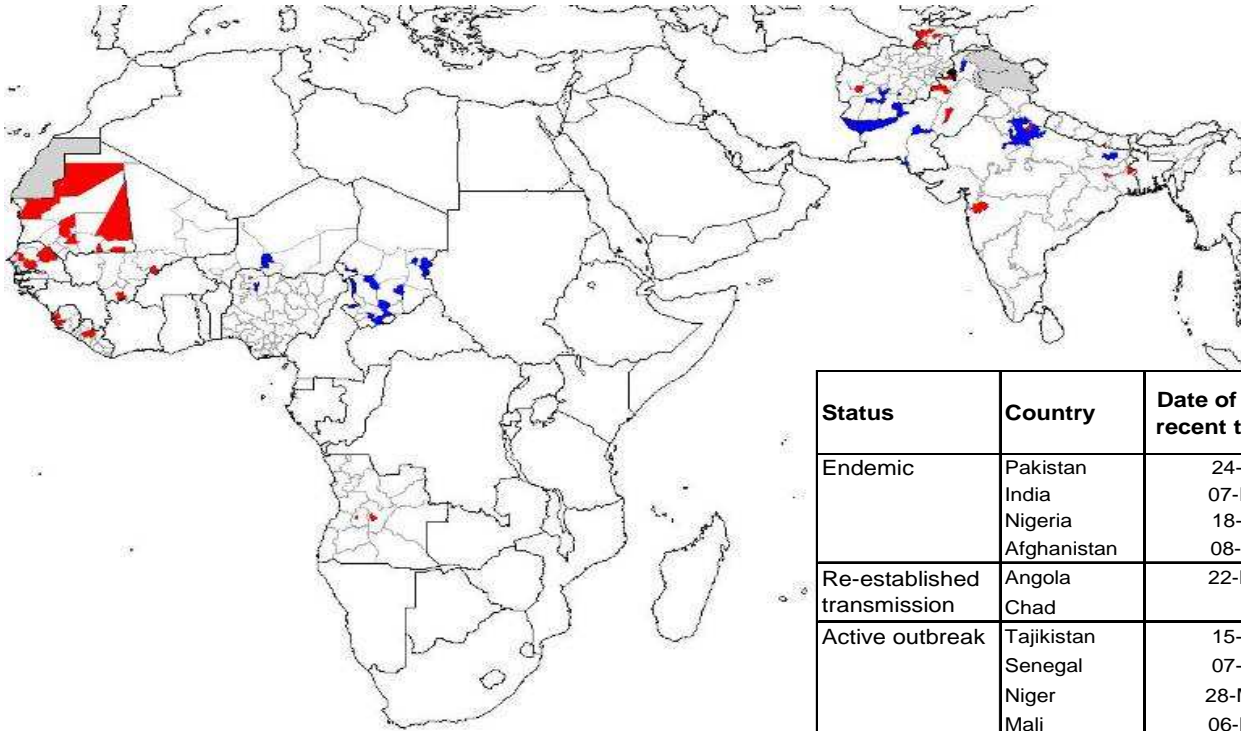 Status Country Date of
recent t
Endemic Pakistan 24-
India 07-
Nigeria 18-
Afghanistan 08-
Re-established Angola 22-
transmission Chad
Active outbreak Tajikistan 15-
Senegal 07-
Niger 28-
Mali 06-